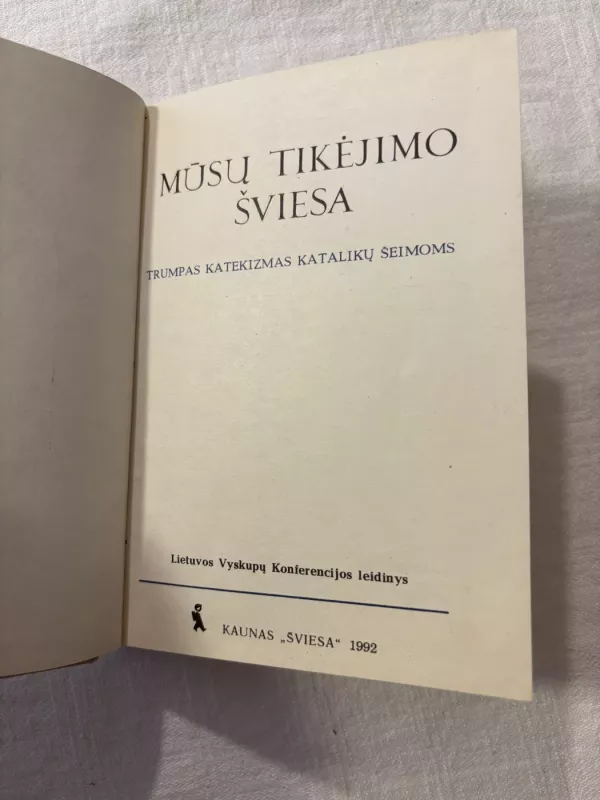 MŪSŲ TIKĖJIMO
ŠVIESA
TRUMPAS KATEKIZMAS KATALIKŲ ŠEIMOMS
Lietuvos Vyskupų Konferencijos leidinys
KAUNAS „ŠVIESA“ 1992